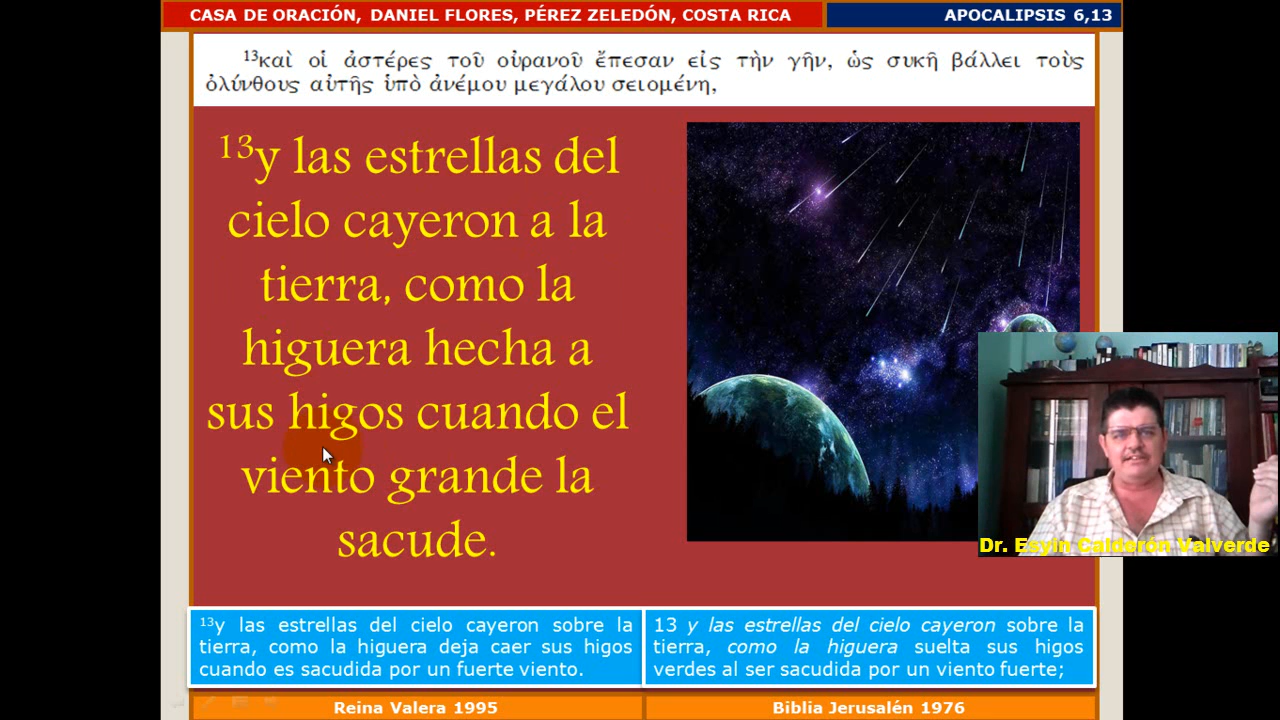 CASA DE ORACIÓN, DANIEL FLORES, PÉREZ ZELEDÓN, COSTA RICA
APOCALIPSIS 6,13
¹³καὶ οἱ ἀστέρες τοῦ οὐρανοῦ ἔπεσαν εἰς τὴν γῆν, ὡς συκῆ βάλλει τοὺς
ὀλύνθους αὐτῆς ὑπὸ ἀνέμου μεγάλου σειομένη,
¹³y las estrellas del
cielo cayeron a la
tierra, como la
higuera hecha a
sus higos cuando el
viento grande la
sacude.
Dr. Esyin Calderón Valverde
¹³y las estrellas del cielo cayeron sobre la
tierra, como la higuera deja caer sus higos
cuando es sacudida por un fuerte viento.
13 y las estrellas del cielo cayeron sobre la
tierra, como la higuera suelta sus higos
verdes al ser sacudida por un viento fuerte;
Reina Valera 1995
Biblia Jerusalén 1976